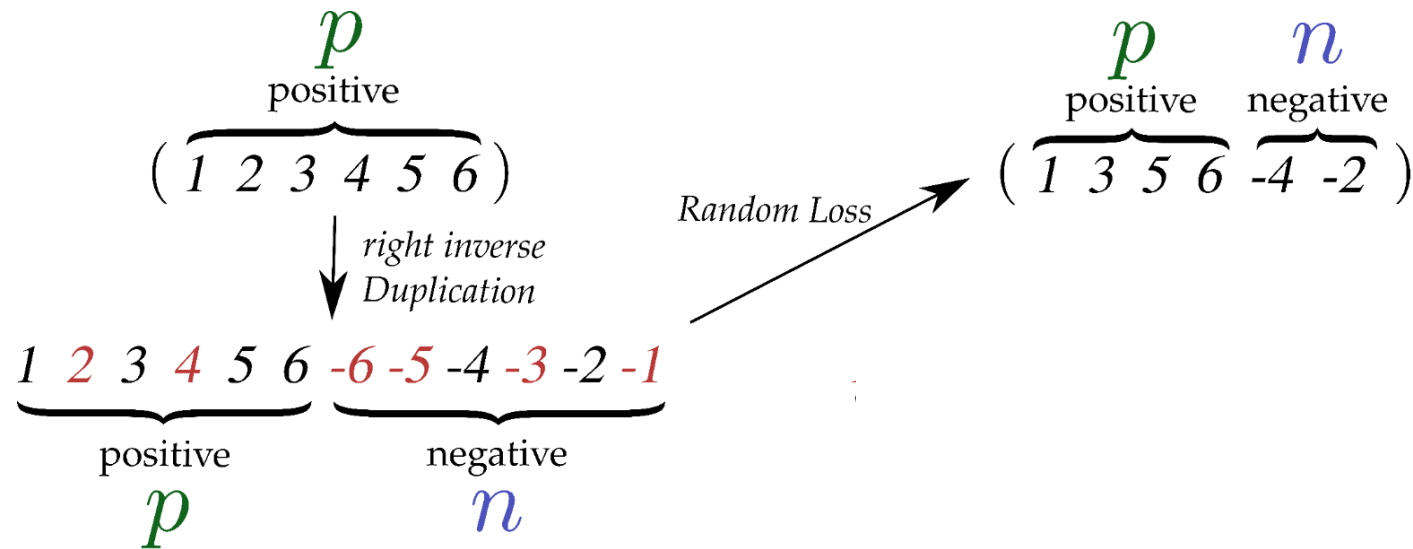 p n
p
positive negative
positive
( 1 3 5 6 -4 -2 )
( 1 2 3 4 5 6 )
Random Loss
right inverse
Duplication
1 2 3 4 5 6 -6 -5 -4 -3 -2 -1
positive negative
p n